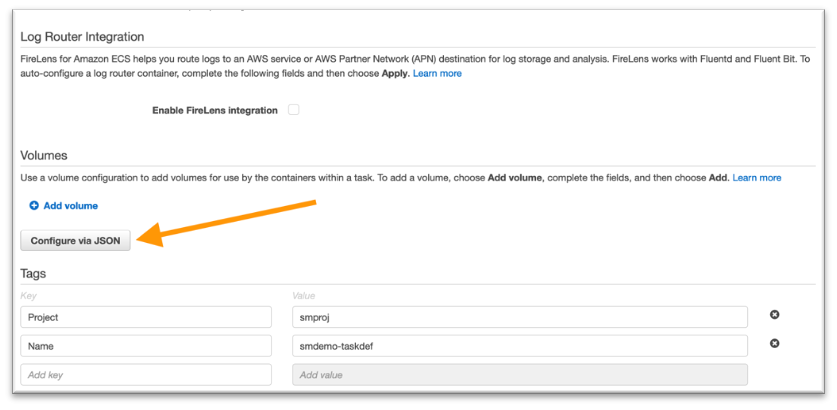 Log Router Integration
FireLens for Amazon ECS helps you route logs to an AWS service or AWS Partner Network (APN) destination for log storage and analysis. FireLens works with Fluentd and Fluent Bit. To
auto-configure a log router container, complete the following fields and then choose Apply. Learn more
Enable FireLens integration
Volumes
Use a volume configuration to add volumes for use by the containers within a task. To add a volume, choose Add volume, complete the fields, and then choose Add. Learn more
Add volume
Configure via JSON
Tags
Key Value
Project smproj
Name smdemo-taskdef
Add key Add value